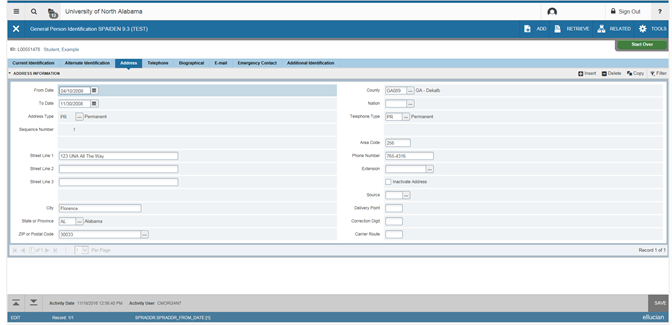 University of North Alabama
Sign Out ?
General Person Identification SPAIDEN 9.3 (TEST)
ADD RETRIEVE RELATED TOOLS
ID: L00551478 Student, Example
Start Over
Current Identification Alternate Identification Address Telephone Biographical E-mail Emergency Contact Additional Identification
ADDRESS INFORMATION
Insert Delete Copy Filter
From Date 04/10/2008
County GA089 ... GA - Dekalb
To Date 11/30/2008
Nation ...
Address Type PR ... Permanent
Telephone Type PR ... Permanent
Sequence Number 1
Area Code 256
Street Line 1 123 UNA All The Way
Phone Number 765-4316
Street Line 2
Extension ...
Street Line 3
Inactivate Address
Source ...
City Florence
Delivery Point
State or Province AL ... Alabama
Correction Digit
ZIP or Postal Code 30033 ...
Carrier Route
1 of 1
1 Per Page
Record 1 of 1
Activity Date 11/18/2016 12:56:40 PM Activity User CMORGANT
SAVE
EDIT Record: 1/1 SPRADDR.SPRADDR_FROM_DATE [1]
ellucian